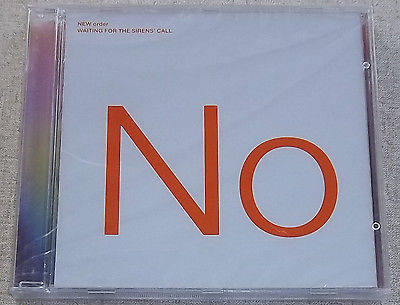 NEW order
WAITING FOR THE SIRENS' CALL
No